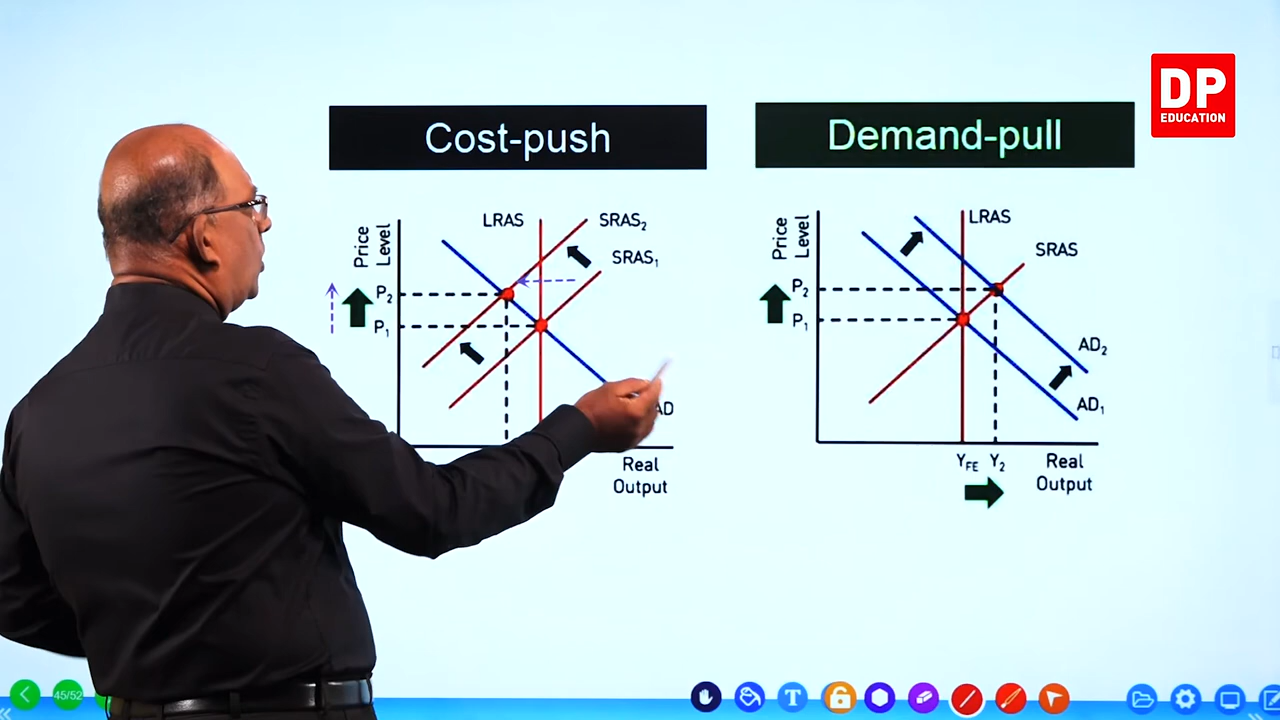 DP
EDUCATION
Cost-push
Demand-pull
Price
Level
LRAS
SRAS₂
SRAS₁
P₂
P₁
AD
Real
Output
Price
Level
LRAS
SRAS
P₂
P₁
AD₂
AD₁
Y_FE Y₂
Real
Output
45/52
T